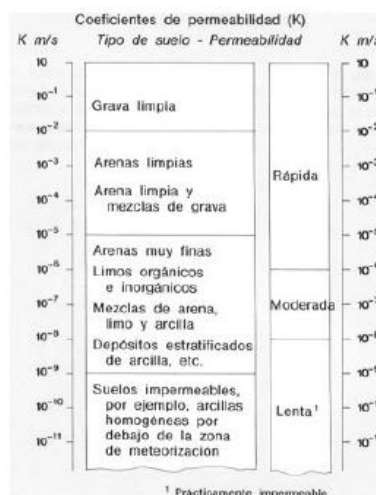 Coeficientes de permeabilidad (K)
K m/s Tipo de suelo - Permeabilidad K m/s
10 10
10⁻¹
Grava limpia
10⁻²
Arenas limpias
10⁻³
Rápida
Arena limpia y
mezclas de grava
10⁻⁴
10⁻⁵
Arenas muy finas
10⁻⁶
Limos orgánicos
e inorgánicos
10⁻⁷
Moderada
Mezclas de arena,
limo y arcilla
10⁻⁸
Depósitos estratificados
de arcilla, etc.
10⁻⁹
Suelos impermeables,
por ejemplo, arcillas
homogéneas por
debajo de la zona
de meteorización
10⁻¹⁰
Lenta¹
10⁻¹¹
¹ Prácticamente impermeable